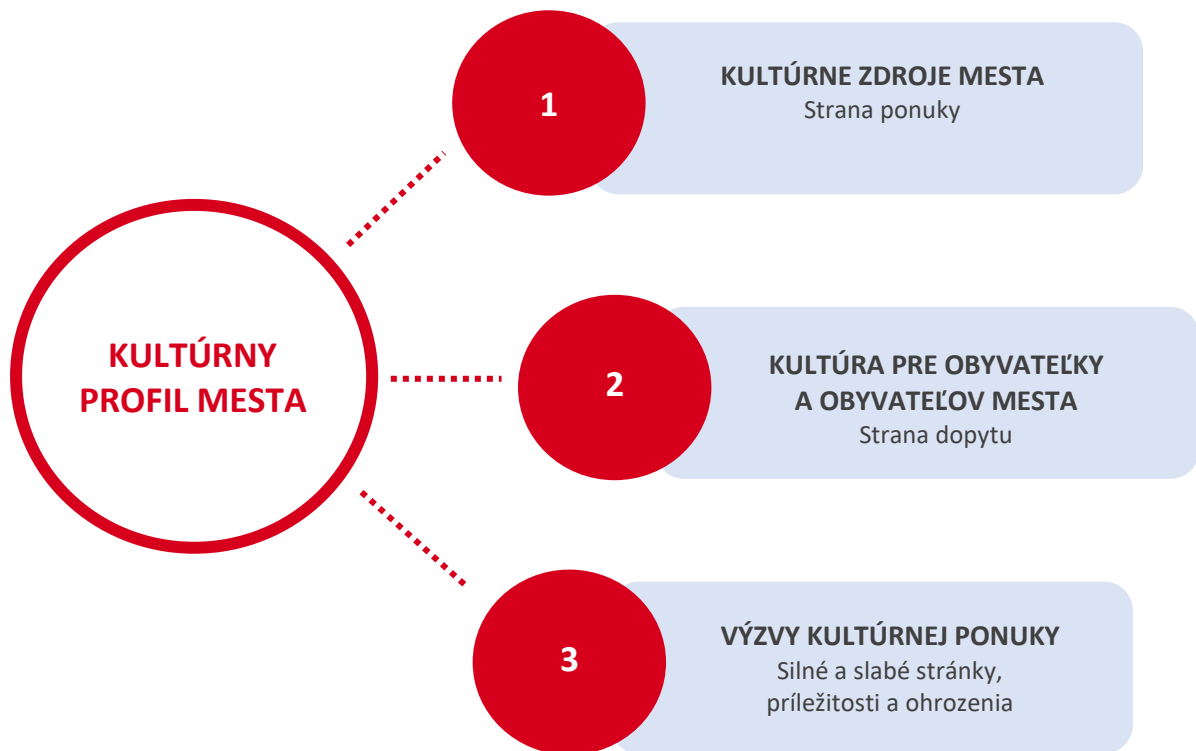 KULTÚRNY
PROFIL MESTA
1
KULTÚRNE ZDROJE MESTA
Strana ponuky
2
KULTÚRA PRE OBYVATEĽKY
A OBYVATEĽOV MESTA
Strana dopytu
3
VÝZVY KULTÚRNEJ PONUKY
Silné a slabé stránky,
príležitosti a ohrozenia